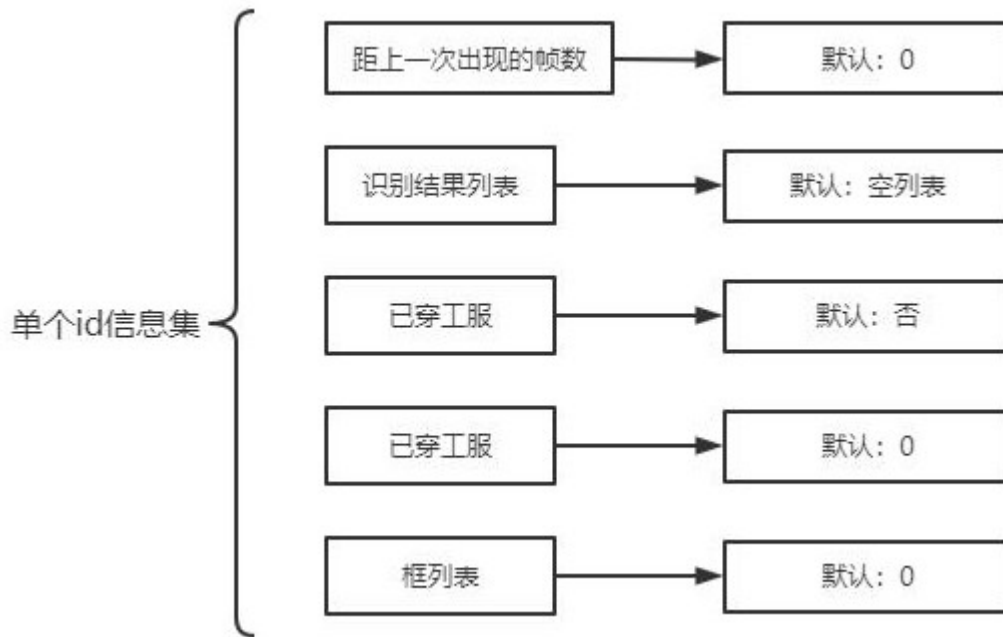 距上一次出现的帧数
默认：0
识别结果列表
默认：空列表
单个id信息集
已穿工服
默认：否
已穿工服
默认：0
框列表
默认：0